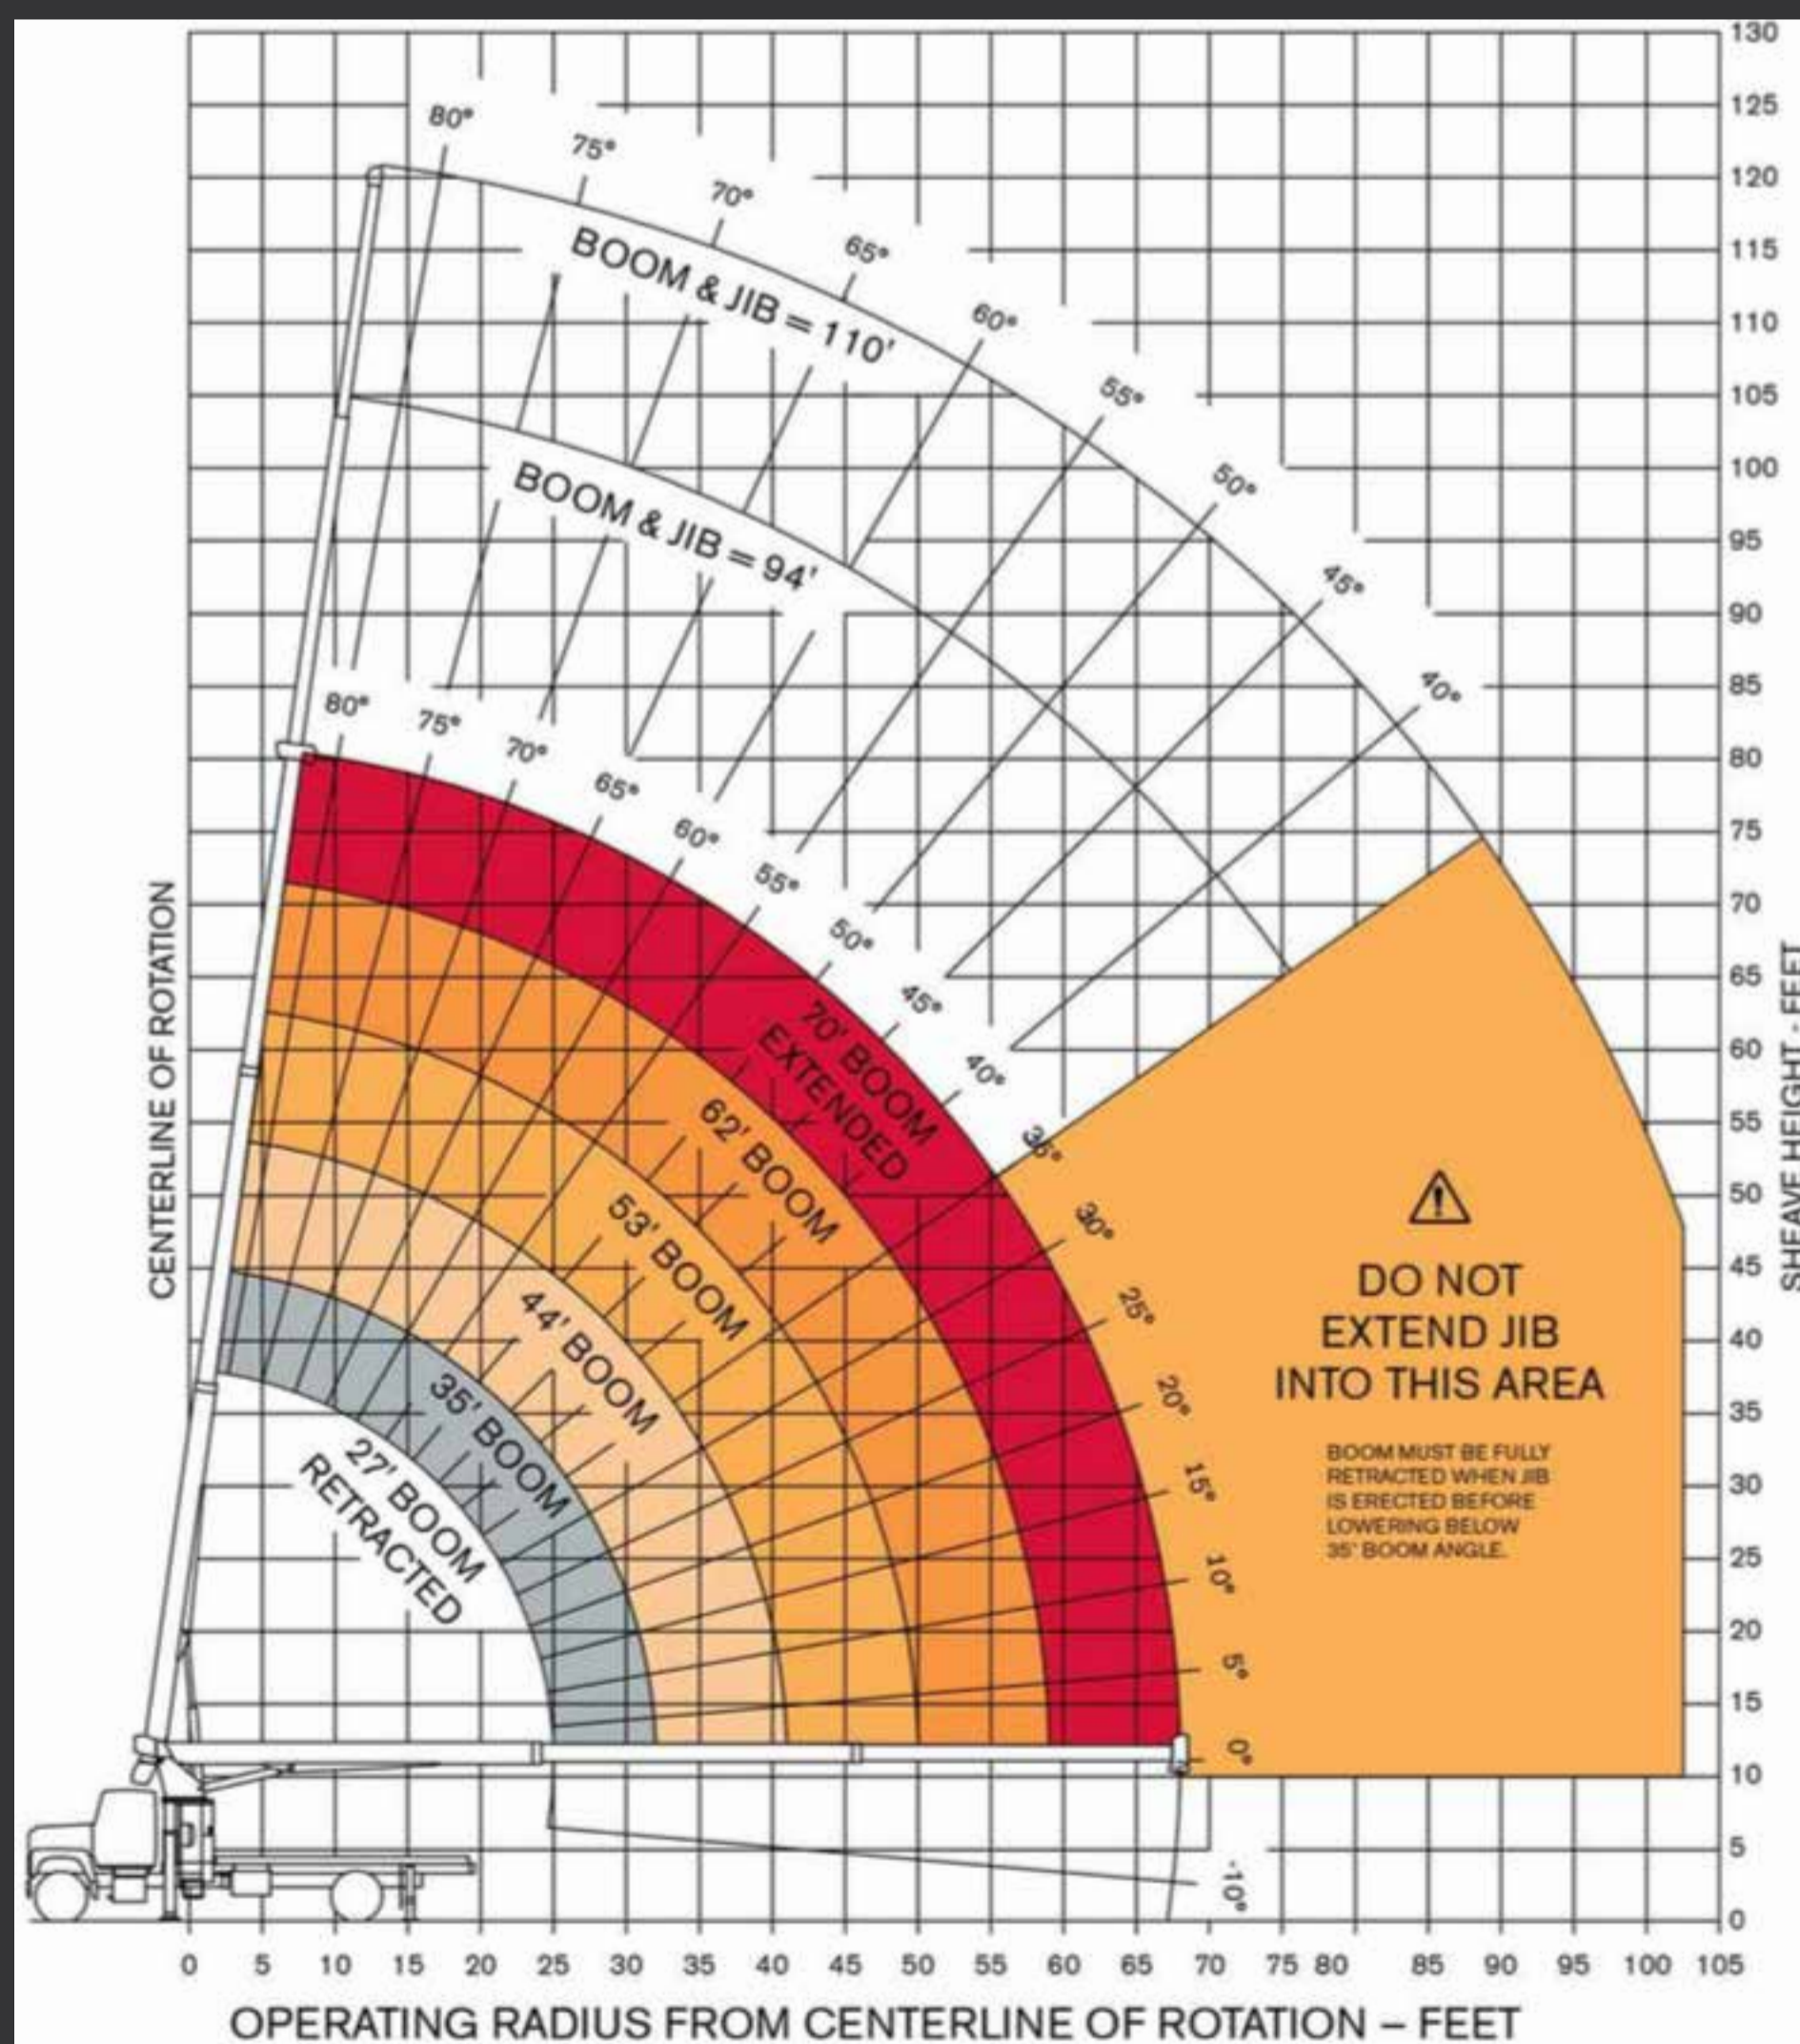 130
125
120
115
110
105
100
95
90
85
80
75
70
65
60
55
50
45
40
35
30
25
20
15
10
5
0
80°
75°
70°
65°
60°
55°
50°
45°
40°
BOOM & JIB = 110'
BOOM & JIB = 94'
80°
75°
70°
65°
60°
55°
50°
45°
40°
35°
30°
25°
20°
15°
10°
5°
0°
-10°
70' BOOM
EXTENDED
62' BOOM
53' BOOM
44' BOOM
35' BOOM
27' BOOM
RETRACTED
CENTERLINE OF ROTATION
SHEAVE HEIGHT - FEET
!
DO NOT
EXTEND JIB
INTO THIS AREA
BOOM MUST BE FULLY
RETRACTED WHEN JIB
IS ERECTED BEFORE
LOWERING BELOW
35° BOOM ANGLE.
0 5 10 15 20 25 30 35 40 45 50 55 60 65 70 75 80 85 90 95 100 105
OPERATING RADIUS FROM CENTERLINE OF ROTATION – FEET